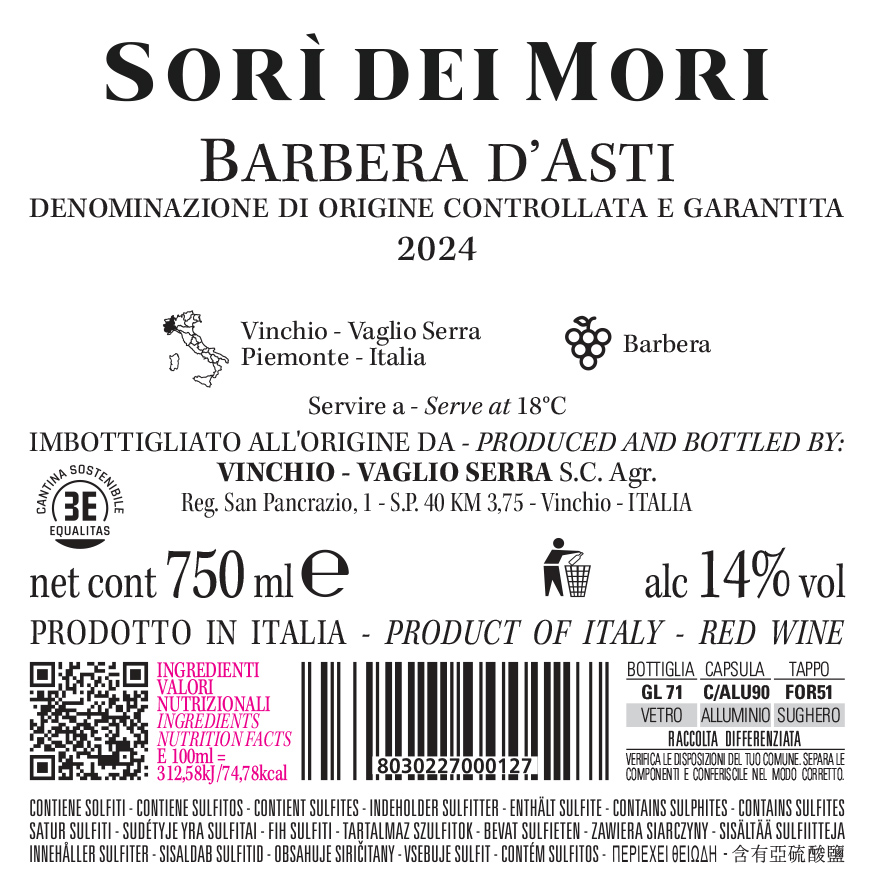 SORÌ DEI MORI
BARBERA D’ASTI
DENOMINAZIONE DI ORIGINE CONTROLLATA E GARANTITA
2024
Vinchio - Vaglio Serra
Piemonte - Italia
Barbera
Servire a - Serve at 18°C
IMBOTTIGLIATO ALL'ORIGINE DA - PRODUCED AND BOTTLED BY:
VINCHIO - VAGLIO SERRA S.C. Agr.
Reg. San Pancrazio, 1 - S.P. 40 KM 3,75 - Vinchio - ITALIA
CANTINA SOSTENIBILE
3E
EQUALITAS
net cont 750 ml e
alc 14% vol
PRODOTTO IN ITALIA - PRODUCT OF ITALY - RED WINE
INGREDIENTI
VALORI
NUTRIZIONALI
INGREDIENTS
NUTRITION FACTS
E 100ml =
312,58kJ/74,78kcal
8030227000127
BOTTIGLIA CAPSULA TAPPO
GL 71 C/ALU90 FOR51
VETRO ALLUMINIO SUGHERO
RACCOLTA DIFFERENZIATA
VERIFICA LE DISPOSIZIONI DEL TUO COMUNE. SEPARA LE
COMPONENTI E CONFERISCILE NEL MODO CORRETTO.
CONTIENE SOLFITI - CONTIENE SULFITOS - CONTIENT SULFITES - INDEHOLDER SULFITTER - ENTHÄLT SULFITE - CONTAINS SULPHITES - CONTAINS SULFITES
SATUR SULFITI - SUDÉTYJE YRA SULFITAI - FIH SULFITI - TARTALMAZ SZULFITOK - BEVAT SULFIETEN - ZAWIERA SIARCZYNY - SISÄLTÄÄ SULFIITTEJA
INNEHÅLLER SULFITER - SISALDAB SULFITID - OBSAHUJE SIRIČITANY - VSEBUJE SULFIT - CONTÉM SULFITOS - ΠΕΡΙΕΧΕΙ ΘΕΙΩΔΗ - 含有亞硫酸鹽